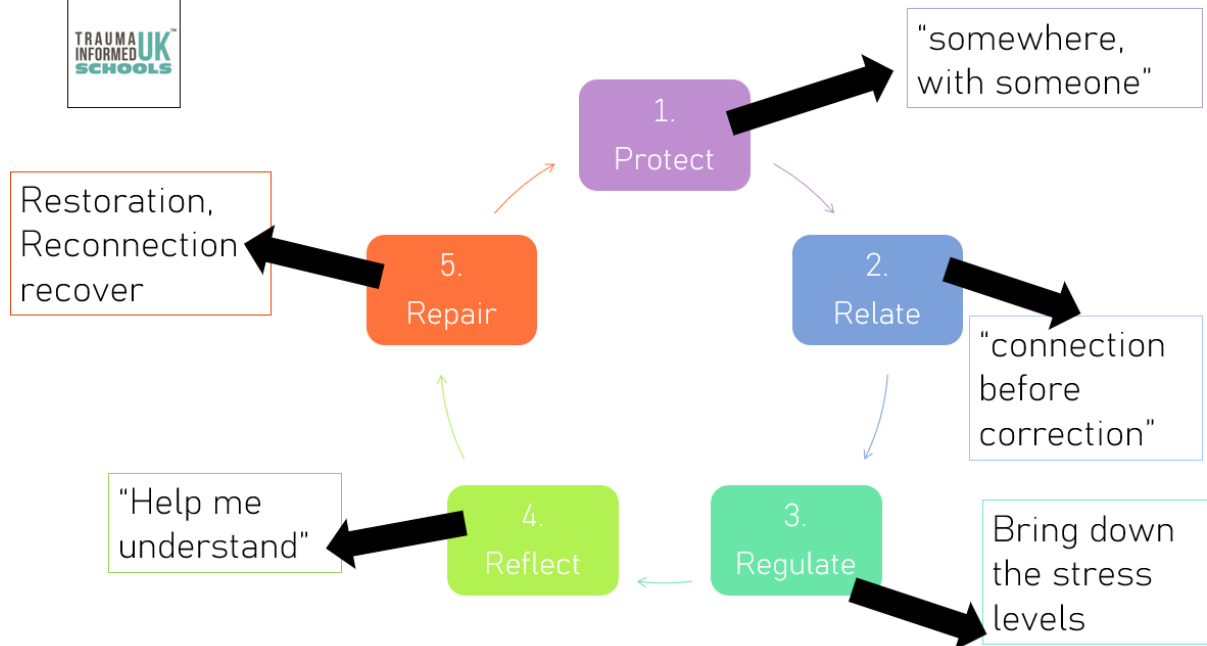 TRAUMA
INFORMED UK™
SCHOOLS
1.
Protect
“somewhere,
with someone”
2.
Relate
“connection
before
correction”
3.
Regulate
Bring down
the stress
levels
4.
Reflect
“Help me
understand”
5.
Repair
Restoration,
Reconnection
recover